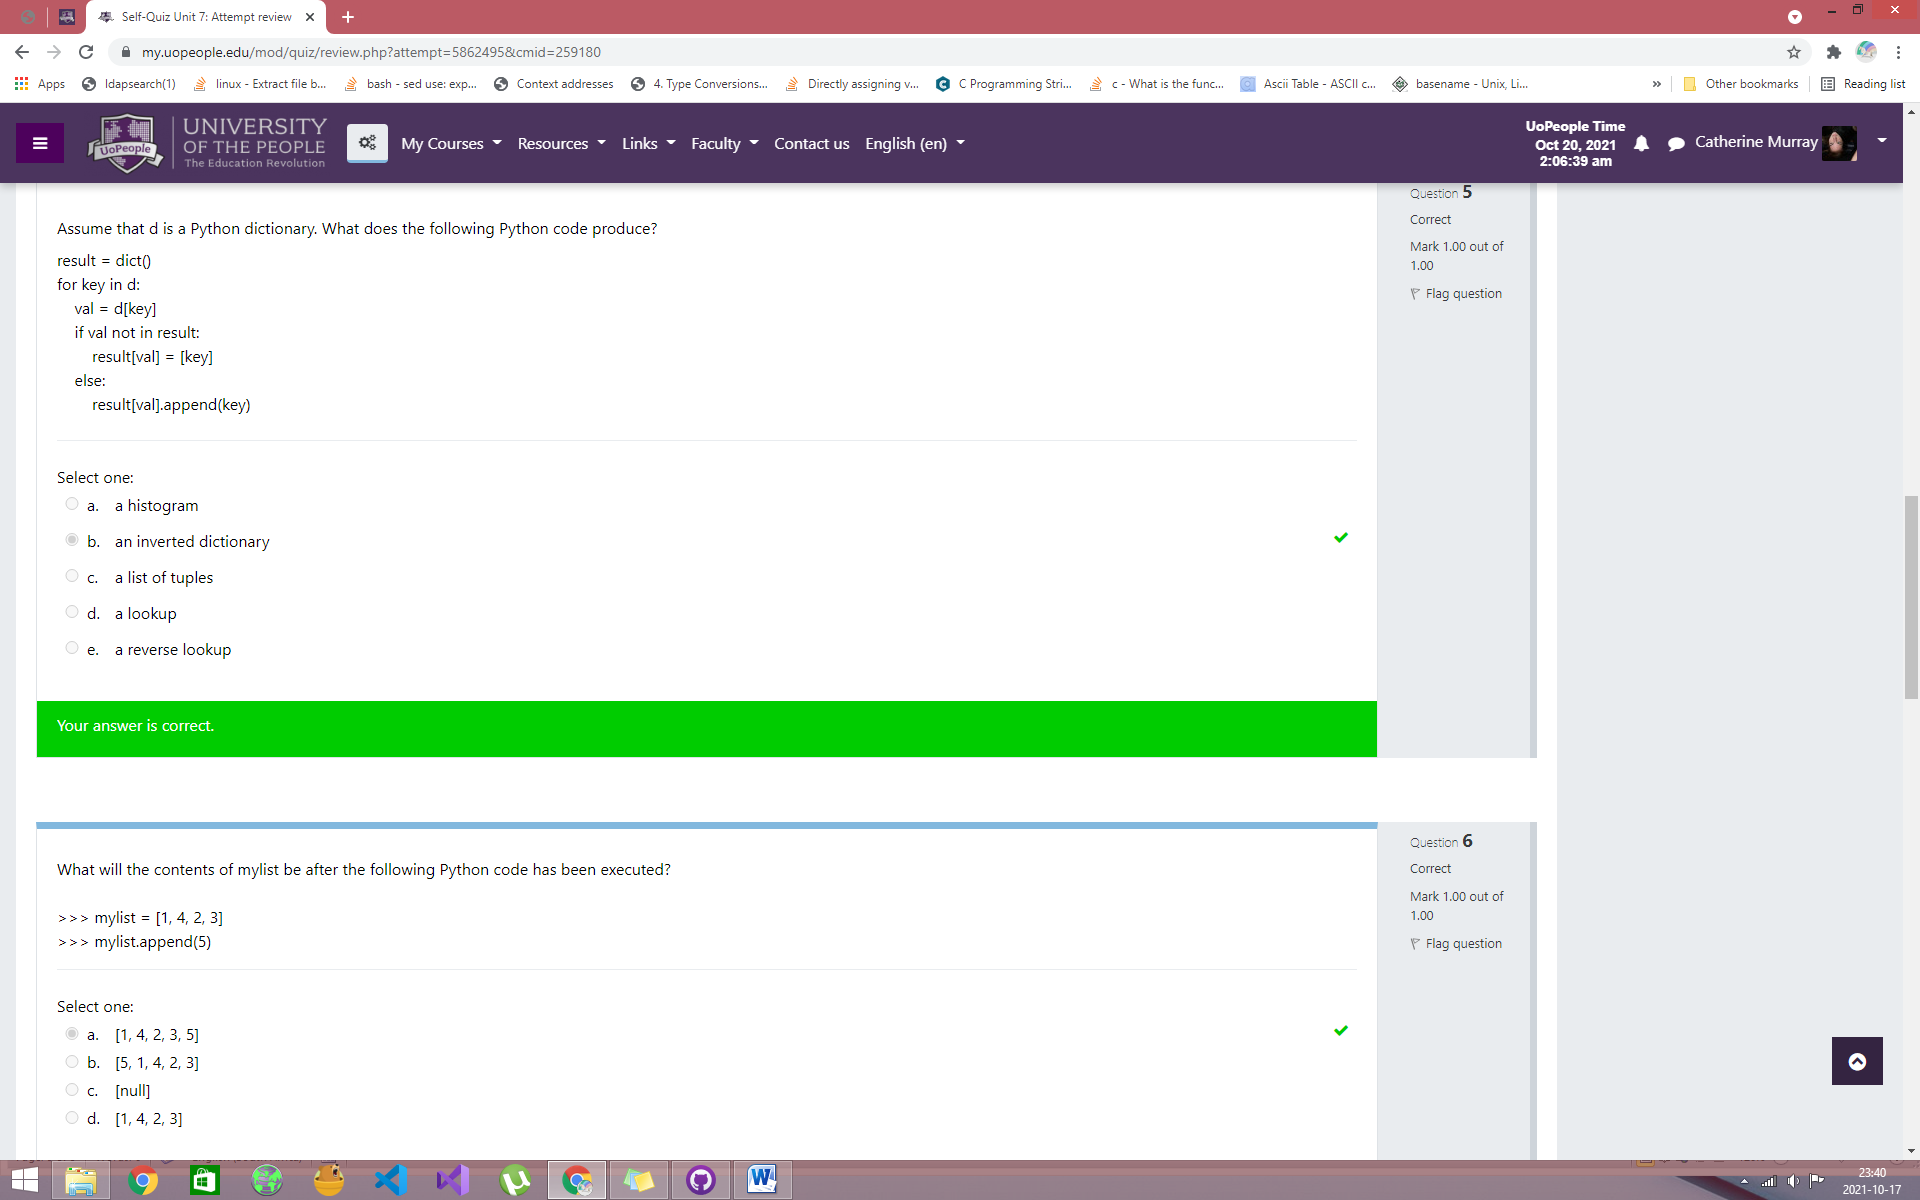 Self-Quiz Unit 7: Attempt review
my.uopeople.edu/mod/quiz/review.php?attempt=5862495&cmid=259180
Apps
ldapsearch(1)
linux - Extract file b...
bash - sed use: exp...
Context addresses
4. Type Conversions...
Directly assigning v...
C Programming Stri...
c - What is the func...
Ascii Table - ASCII c...
basename - Unix, Li...
»
Other bookmarks
Reading list
UoPeople
UNIVERSITY
OF THE PEOPLE
The Education Revolution
My Courses
Resources
Links
Faculty
Contact us
English (en)
UoPeople Time
Oct 20, 2021
2:06:39 am
Catherine Murray
Question 5
Correct
Mark 1.00 out of
1.00
Flag question
Assume that d is a Python dictionary. What does the following Python code produce?
result = dict()
for key in d:
val = d[key]
if val not in result:
result[val] = [key]
else:
result[val].append(key)
Select one:
a. a histogram
b. an inverted dictionary
c. a list of tuples
d. a lookup
e. a reverse lookup
Your answer is correct.
Question 6
Correct
Mark 1.00 out of
1.00
Flag question
What will the contents of mylist be after the following Python code has been executed?
>>> mylist = [1, 4, 2, 3]
>>> mylist.append(5)
Select one:
a. [1, 4, 2, 3, 5]
b. [5, 1, 4, 2, 3]
c. [null]
d. [1, 4, 2, 3]
23:40
2021-10-17